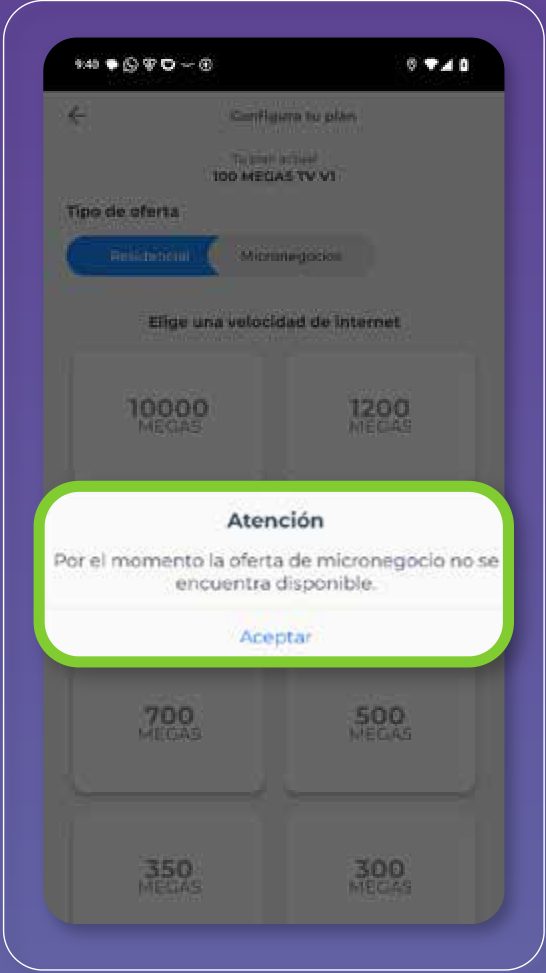 9:40
Configura tu plan
Tu plan actual
100 MEGAS TV V1
Tipo de oferta
Residencial Micronegocios
Elige una velocidad de internet
10000 1200
MEGAS MEGAS
Atención
Por el momento la oferta de micronegocio no se
encuentra disponible.
Aceptar
700 500
MEGAS MEGAS
350 300
MEGAS MEGAS